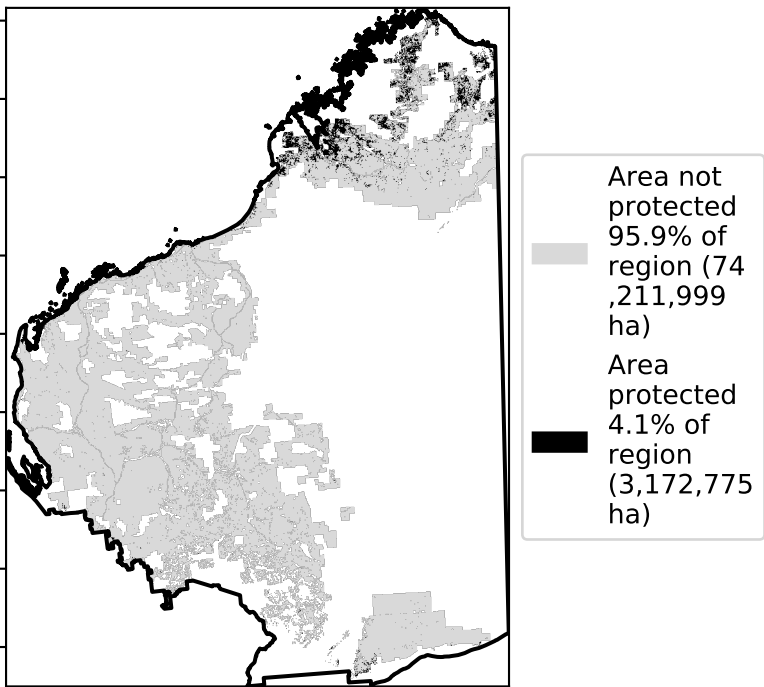 Area not
protected
95.9% of
region (74
,211,999
ha)
Area
protected
4.1% of
region
(3,172,775
ha)